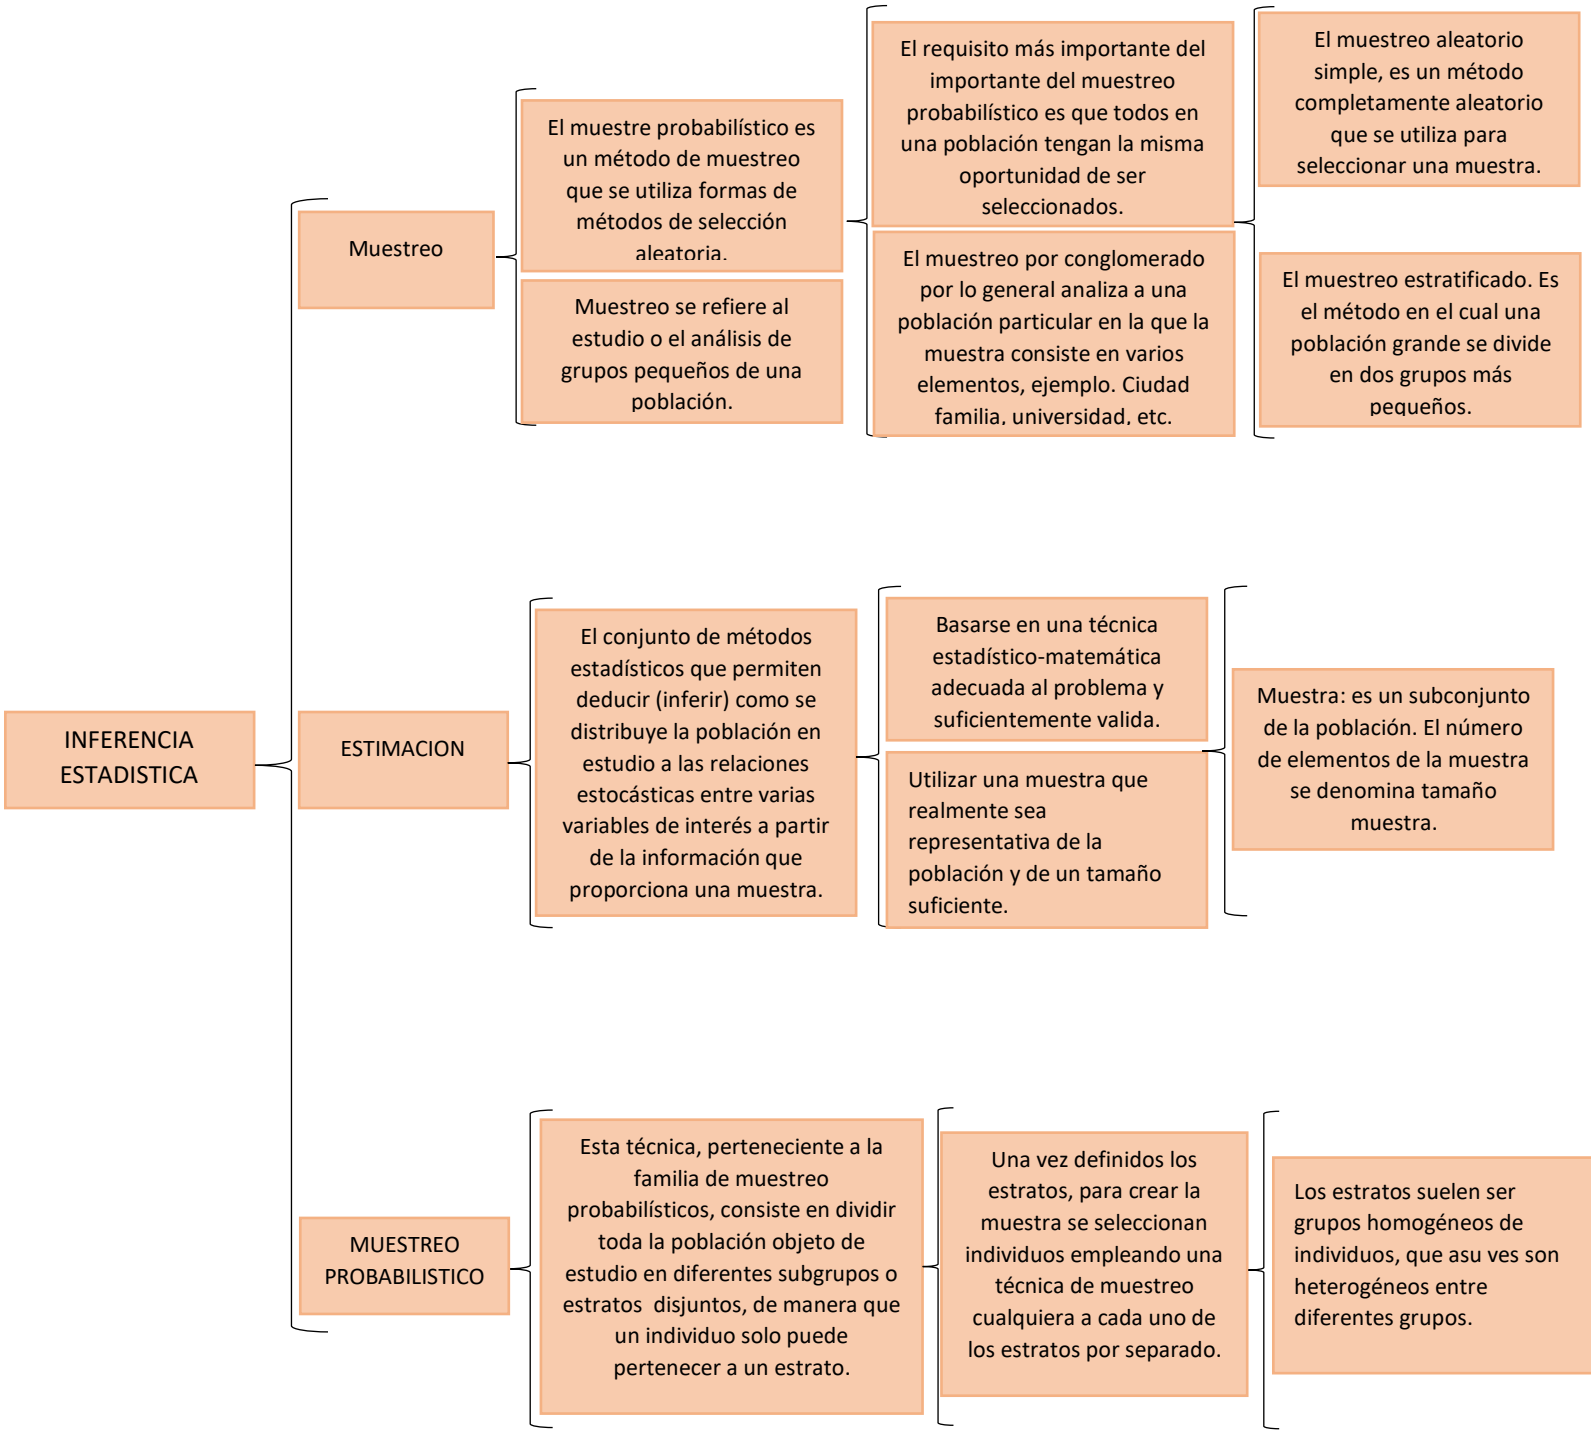 INFERENCIA
ESTADISTICA
Muestreo
El muestre probabilístico es
un método de muestreo
que se utiliza formas de
métodos de selección
aleatoria.
Muestreo se refiere al
estudio o el análisis de
grupos pequeños de una
población.
El requisito más importante del
importante del muestreo
probabilístico es que todos en
una población tengan la misma
oportunidad de ser
seleccionados.
El muestreo por conglomerado
por lo general analiza a una
población particular en la que la
muestra consiste en varios
elementos, ejemplo. Ciudad
familia, universidad, etc.
El muestreo aleatorio
simple, es un método
completamente aleatorio
que se utiliza para
seleccionar una muestra.
El muestreo estratificado. Es
el método en el cual una
población grande se divide
en dos grupos más
pequeños.
ESTIMACION
El conjunto de métodos
estadísticos que permiten
deducir (inferir) como se
distribuye la población en
estudio a las relaciones
estocásticas entre varias
variables de interés a partir
de la información que
proporciona una muestra.
Basarse en una técnica
estadístico-matemática
adecuada al problema y
suficientemente valida.
Utilizar una muestra que
realmente sea
representativa de la
población y de un tamaño
suficiente.
Muestra: es un subconjunto
de la población. El número
de elementos de la muestra
se denomina tamaño
muestra.
MUESTREO
PROBABILISTICO
Esta técnica, perteneciente a la
familia de muestreo
probabilísticos, consiste en dividir
toda la población objeto de
estudio en diferentes subgrupos o
estratos disjuntos, de manera que
un individuo solo puede
pertenecer a un estrato.
Una vez definidos los
estratos, para crear la
muestra se seleccionan
individuos empleando una
técnica de muestreo
cualquiera a cada uno de
los estratos por separado.
Los estratos suelen ser
grupos homogéneos de
individuos, que asu ves son
heterogéneos entre
diferentes grupos.